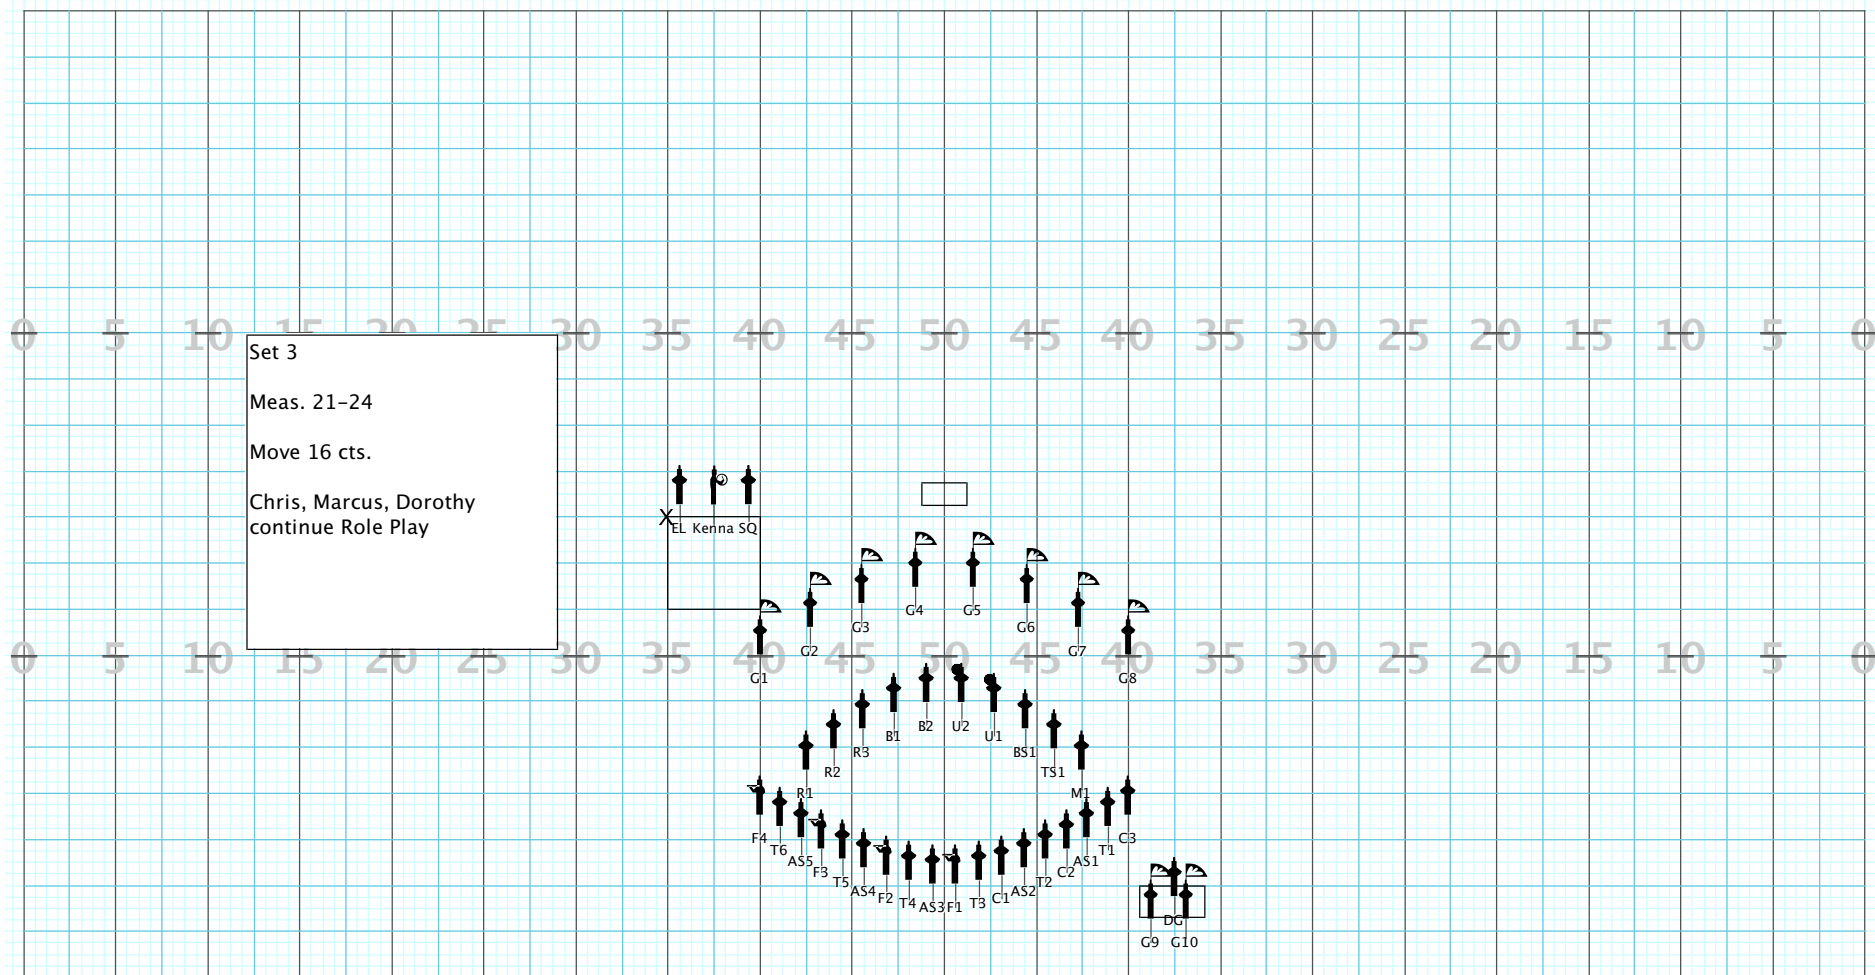 0 5 10 15 20 25 30 35 40 45 50 45 40 35 30 25 20 15 10 5 0
Set 3
Meas. 21-24
Move 16 cts.
Chris, Marcus, Dorothy
continue Role Play
X
EL Kenna SQ
G4 G5
G3 G6
G2 G7
0 5 10 15 20 25 30 35 40 45 50 45 40 35 30 25 20 15 10 5 0
G1 G8
B2 U2
B1 U1
R3 BS1
R2 TS1
R1 M1
F4 C3
T6 T1
AS5 AS1
F3 C2
T5 T2
AS4 AS2
F2 C1
T4 T3
AS3 F1
DG
G9 G10